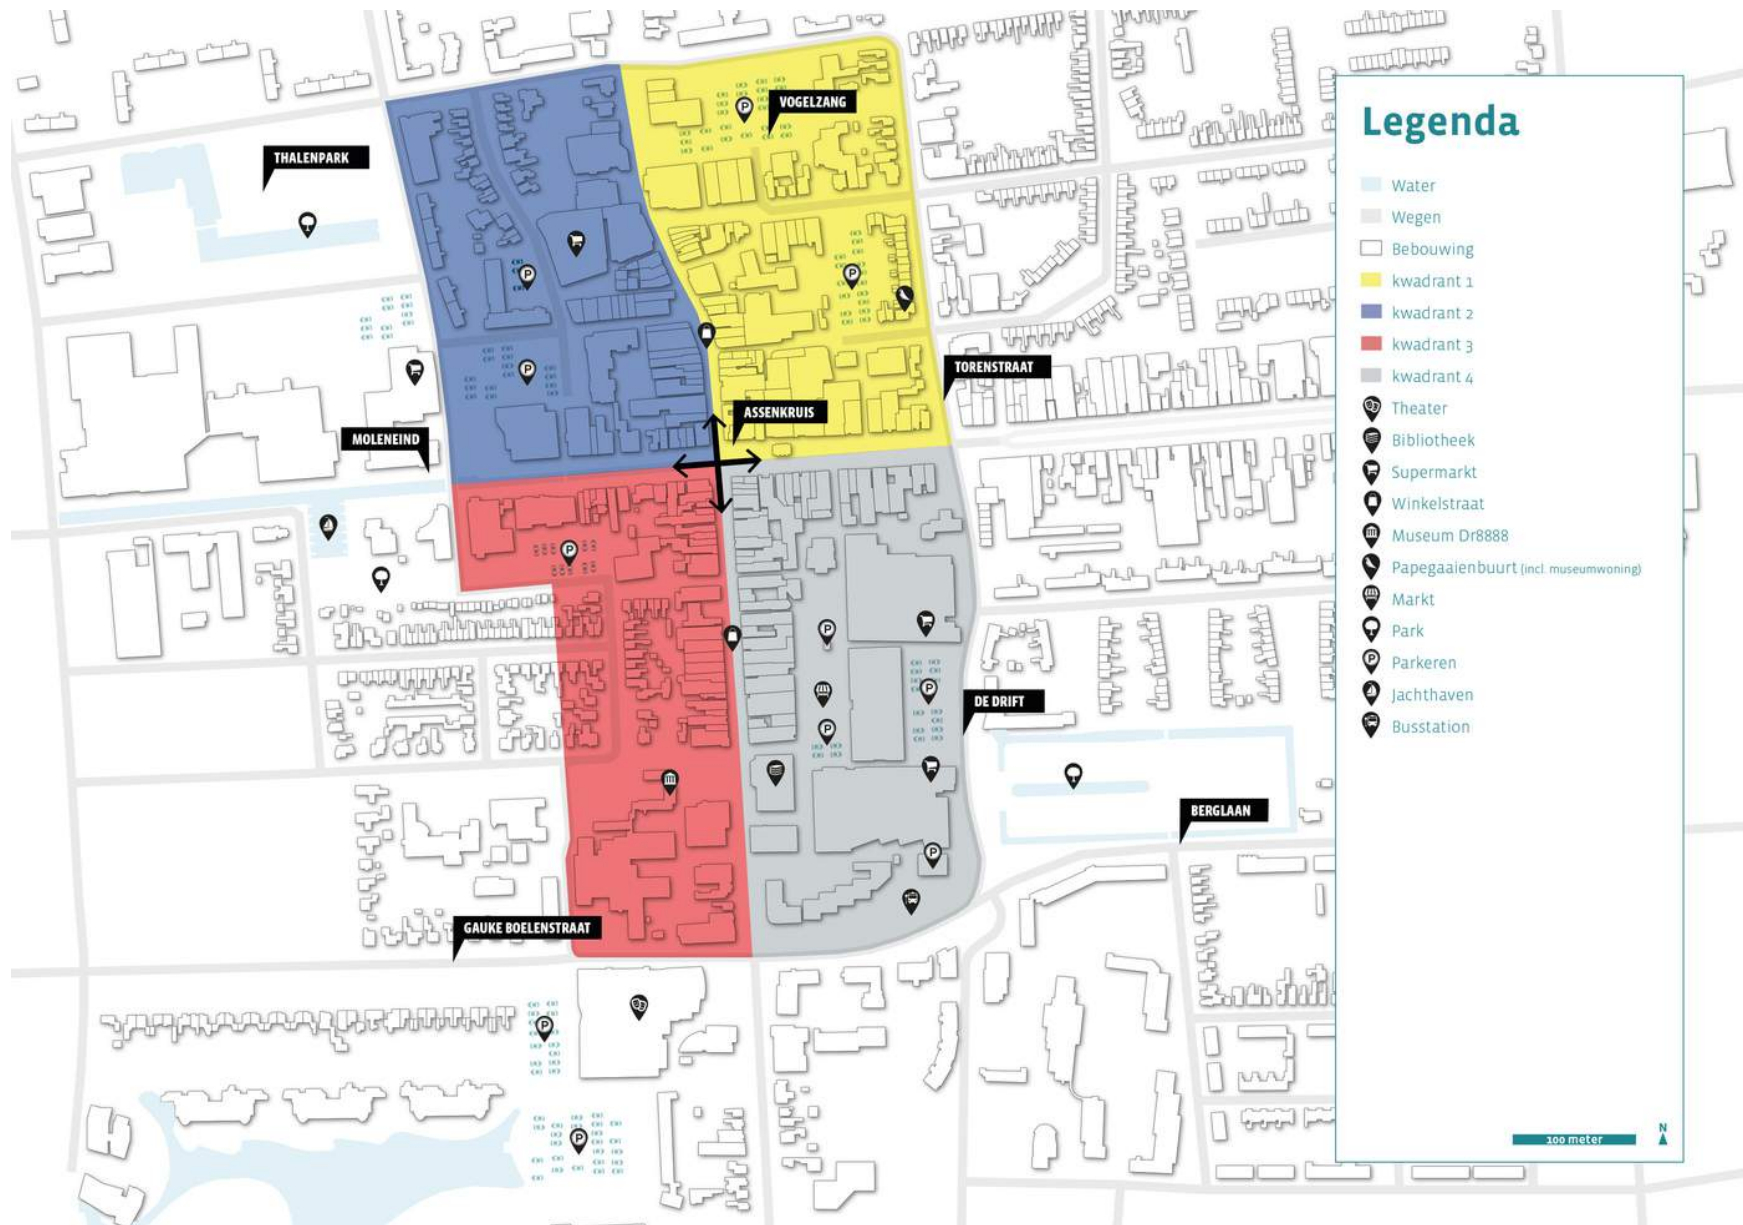 VOGELZANG
THALENPARK
TORENSTRAAT
ASSENKRUIS
MOLENEIND
DE DRIFT
BERGLAAN
GAUKE BOELENSTRAAT
P
P
P
P
P
P
P
P
P
P
P
Legenda
Water
Wegen
Bebouwing
kwadrant 1
kwadrant 2
kwadrant 3
kwadrant 4
Theater
Bibliotheek
Supermarkt
Winkelstraat
Museum Dr8888
Papegaaienbuurt (incl. museumwoning)
Markt
Park
P Parkeren
Jachthaven
Busstation
100 meter
N